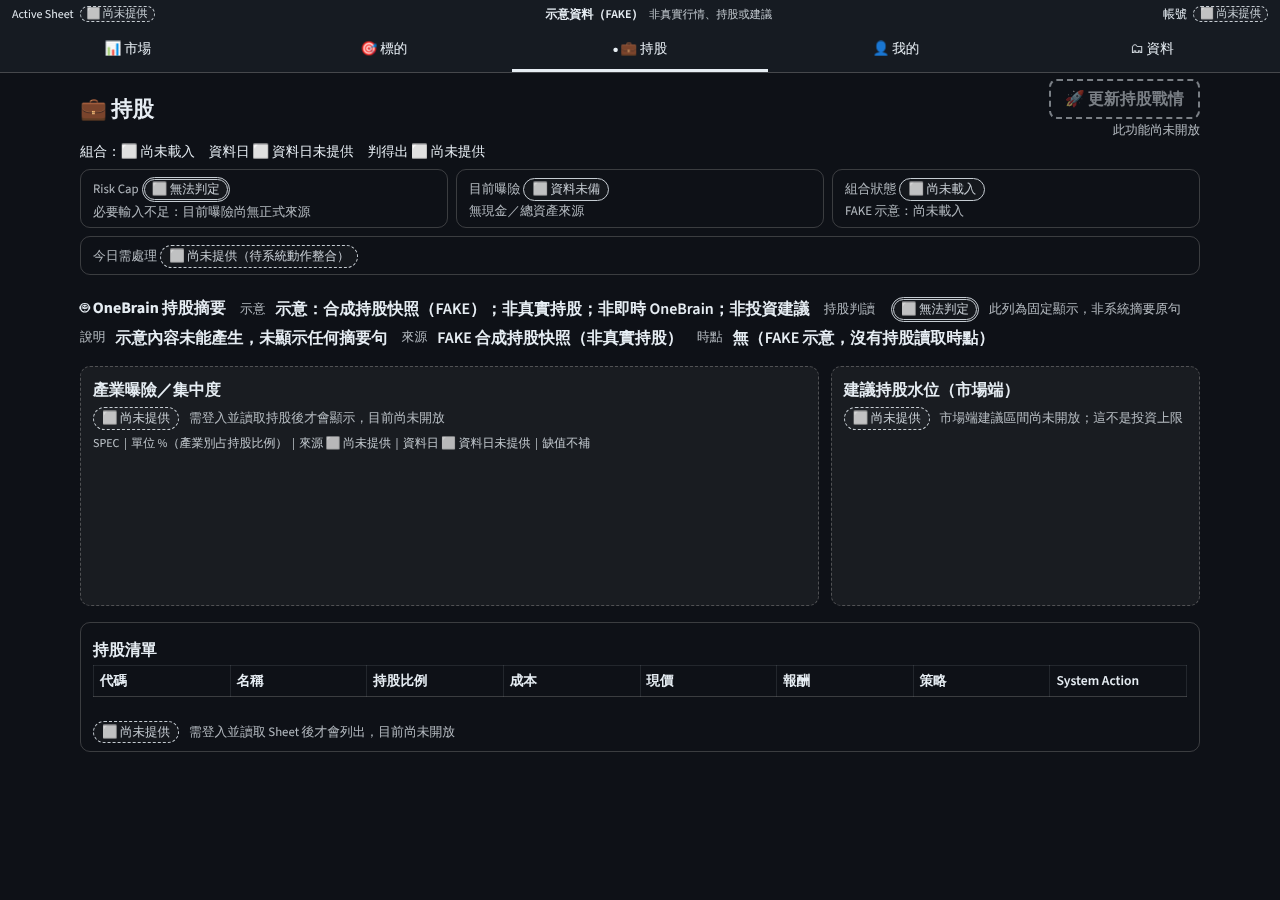 Active Sheet ⬜ 尚未提供 示意資料（FAKE） 非真實行情、持股或建議 帳號 ⬜ 尚未提供
📊 市場 🎯 標的 •💼 持股 👤 我的 🗂 資料
💼 持股 🚀 更新持股戰情
此功能尚未開放
組合：⬜ 尚未載入 資料日 ⬜ 資料日未提供 判得出 ⬜ 尚未提供
Risk Cap ⬜ 無法判定 目前曝險 ⬜ 資料未備 組合狀態 ⬜ 尚未載入
必要輸入不足：目前曝險尚無正式來源 無現金／總資產來源 FAKE 示意：尚未載入
今日需處理 ⬜ 尚未提供（待系統動作整合）
OneBrain 持股摘要 示意 示意：合成持股快照（FAKE）；非真實持股；非即時 OneBrain；非投資建議 持股判讀 ⬜ 無法判定 此列為固定顯示，非系統摘要原句
說明 示意內容未能產生，未顯示任何摘要句 來源 FAKE 合成持股快照（非真實持股） 時點 無（FAKE 示意，沒有持股讀取時點）
產業曝險／集中度 建議持股水位（市場端）
⬜ 尚未提供 需登入並讀取持股後才會顯示，目前尚未開放 ⬜ 尚未提供 市場端建議區間尚未開放；這不是投資上限
SPEC｜單位 %（產業別占持股比例）｜來源 ⬜ 尚未提供｜資料日 ⬜ 資料日未提供｜缺值不補
持股清單
代碼 名稱 持股比例 成本 現價 報酬 策略 System Action
⬜ 尚未提供 需登入並讀取 Sheet 後才會列出，目前尚未開放